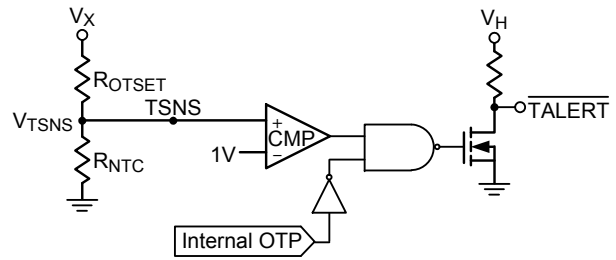 VX
VH
ROTSET
TSNS
TALERT
VTSNS
+
CMP
1V
−
RNTC
Internal OTP